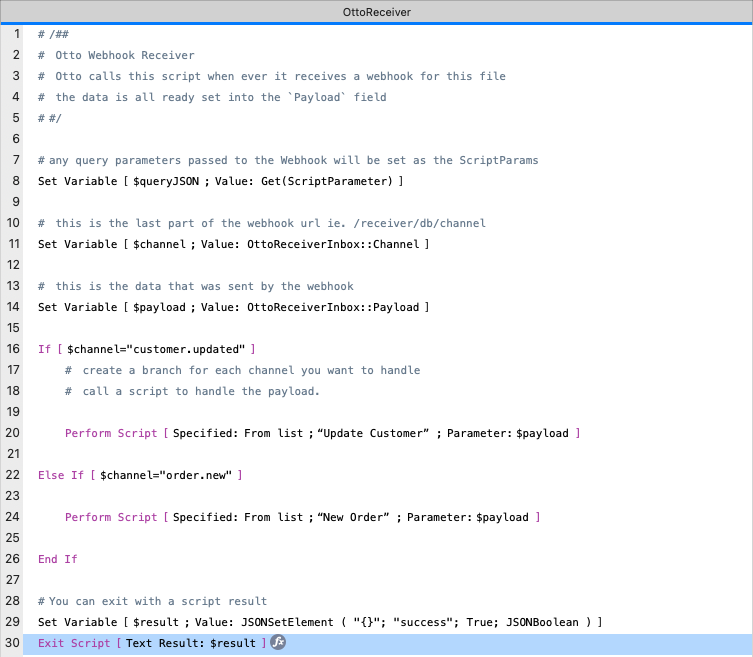 OttoReceiver
1 # /##
2 # Otto Webhook Receiver
3 # Otto calls this script when ever it receives a webhook for this file
4 # the data is all ready set into the `Payload` field
5 # #/
6
7 # any query parameters passed to the Webhook will be set as the ScriptParams
8 Set Variable [ $queryJSON ; Value: Get(ScriptParameter) ]
9
10 # this is the last part of the webhook url ie. /receiver/db/channel
11 Set Variable [ $channel ; Value: OttoReceiverInbox::Channel ]
12
13 # this is the data that was sent by the webhook
14 Set Variable [ $payload ; Value: OttoReceiverInbox::Payload ]
15
16 If [ $channel="customer.updated" ]
17 # create a branch for each channel you want to handle
18 # call a script to handle the payload.
19
20 Perform Script [ Specified: From list ; “Update Customer” ; Parameter: $payload ]
21
22 Else If [ $channel="order.new" ]
23
24 Perform Script [ Specified: From list ; “New Order” ; Parameter: $payload ]
25
26 End If
27
28 # You can exit with a script result
29 Set Variable [ $result ; Value: JSONSetElement ( "{}"; "success"; True; JSONBoolean ) ]
30 Exit Script [ Text Result: $result ] fx